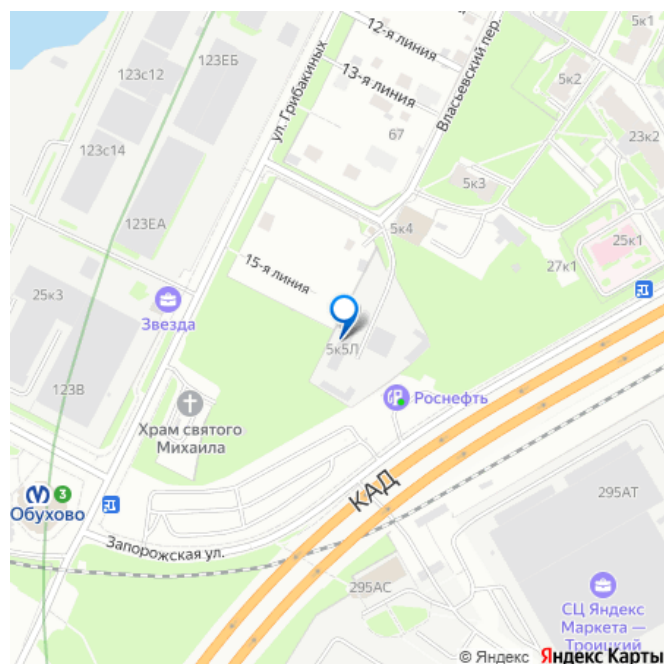 12-я линия
5к1
123с12
123ЕБ
5к2
13-я линия
ул. Грибакиных
Власьевский пер.
67
23к2
123с14
5к3
123ЕА
5к4
25к1
27к1
15-я линия
25к3
Звезда
5к5Л
123В
Роснефть
Храм святого
Михаила
КАД
295АТ
3
Обухово
Запорожская ул.
295АС
СЦ Яндекс
Маркета —
Троицкий
© Яндекс Яндекс Карты